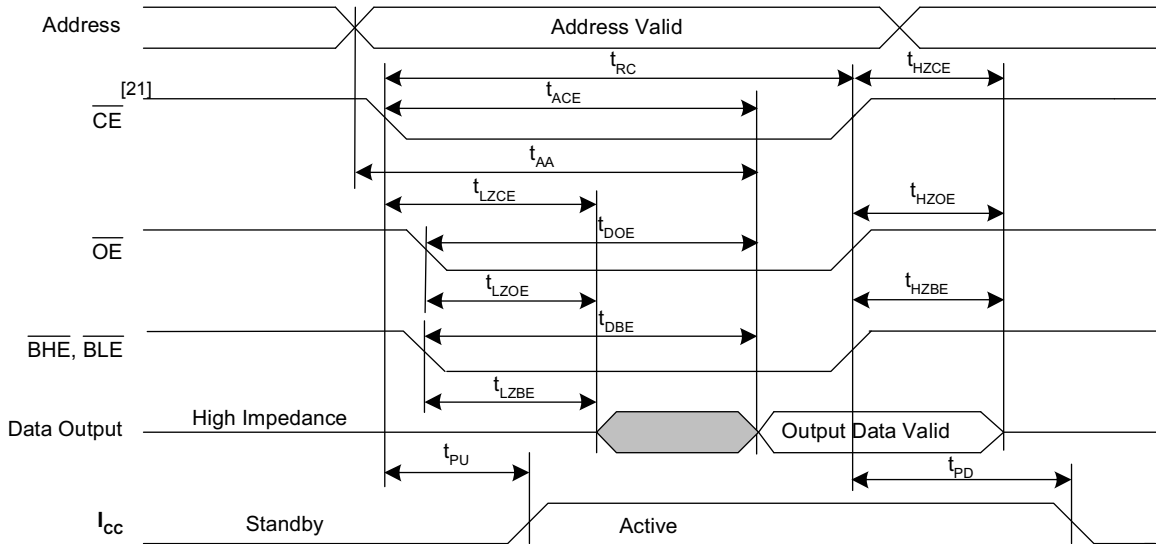 Address
Address Valid
t_RC
t_HZCE
[21]
CE
t_ACE
t_AA
t_LZCE
t_HZOE
t_DOE
OE
t_LZOE
t_HZBE
t_DBE
BHE, BLE
t_LZBE
High Impedance
Data Output
Output Data Valid
t_PU
t_PD
I_CC
Standby
Active